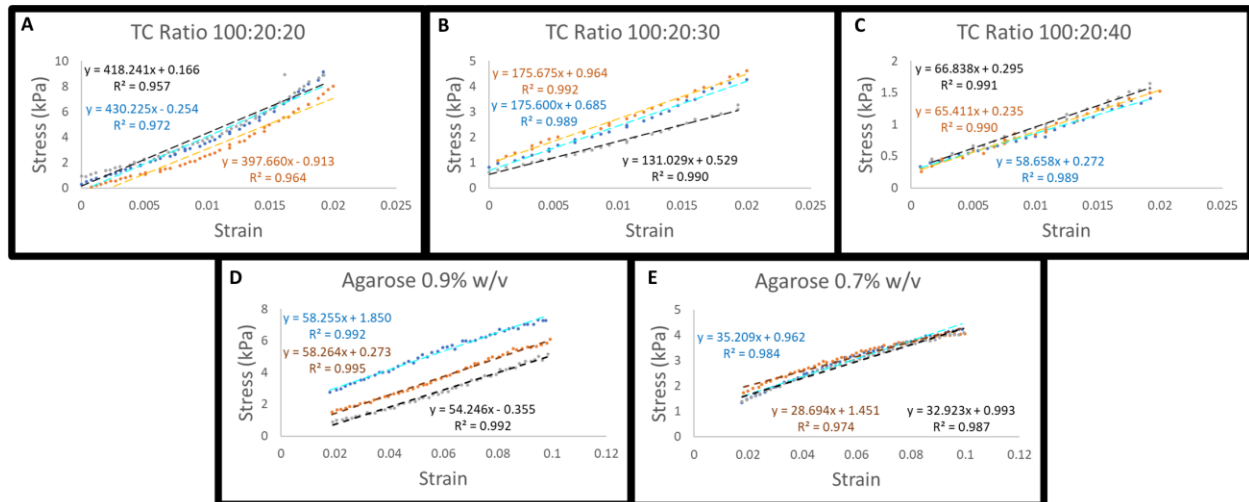 A
TC Ratio 100:20:20
y = 418.241x + 0.166
R² = 0.957
y = 430.225x - 0.254
R² = 0.972
y = 397.660x - 0.913
R² = 0.964
Stress (kPa)
10
8
6
4
2
0
0 0.005 0.01 0.015 0.02 0.025
Strain
B
TC Ratio 100:20:30
y = 175.675x + 0.964
R² = 0.992
y = 175.600x + 0.685
R² = 0.989
y = 131.029x + 0.529
R² = 0.990
Stress (kPa)
5
4
3
2
1
0
0 0.005 0.01 0.015 0.02 0.025
Strain
C
TC Ratio 100:20:40
y = 66.838x + 0.295
R² = 0.991
y = 65.411x + 0.235
R² = 0.990
y = 58.658x + 0.272
R² = 0.989
Stress (kPa)
2
1.5
1
0.5
0
0 0.005 0.01 0.015 0.02 0.025
Strain
D
Agarose 0.9% w/v
y = 58.255x + 1.850
R² = 0.992
y = 58.264x + 0.273
R² = 0.995
y = 54.246x - 0.355
R² = 0.992
Stress (kPa)
8
6
4
2
0
0 0.02 0.04 0.06 0.08 0.1 0.12
Strain
E
Agarose 0.7% w/v
y = 35.209x + 0.962
R² = 0.984
y = 28.694x + 1.451
R² = 0.974
y = 32.923x + 0.993
R² = 0.987
Stress (kPa)
5
4
3
2
1
0
0 0.02 0.04 0.06 0.08 0.1 0.12
Strain